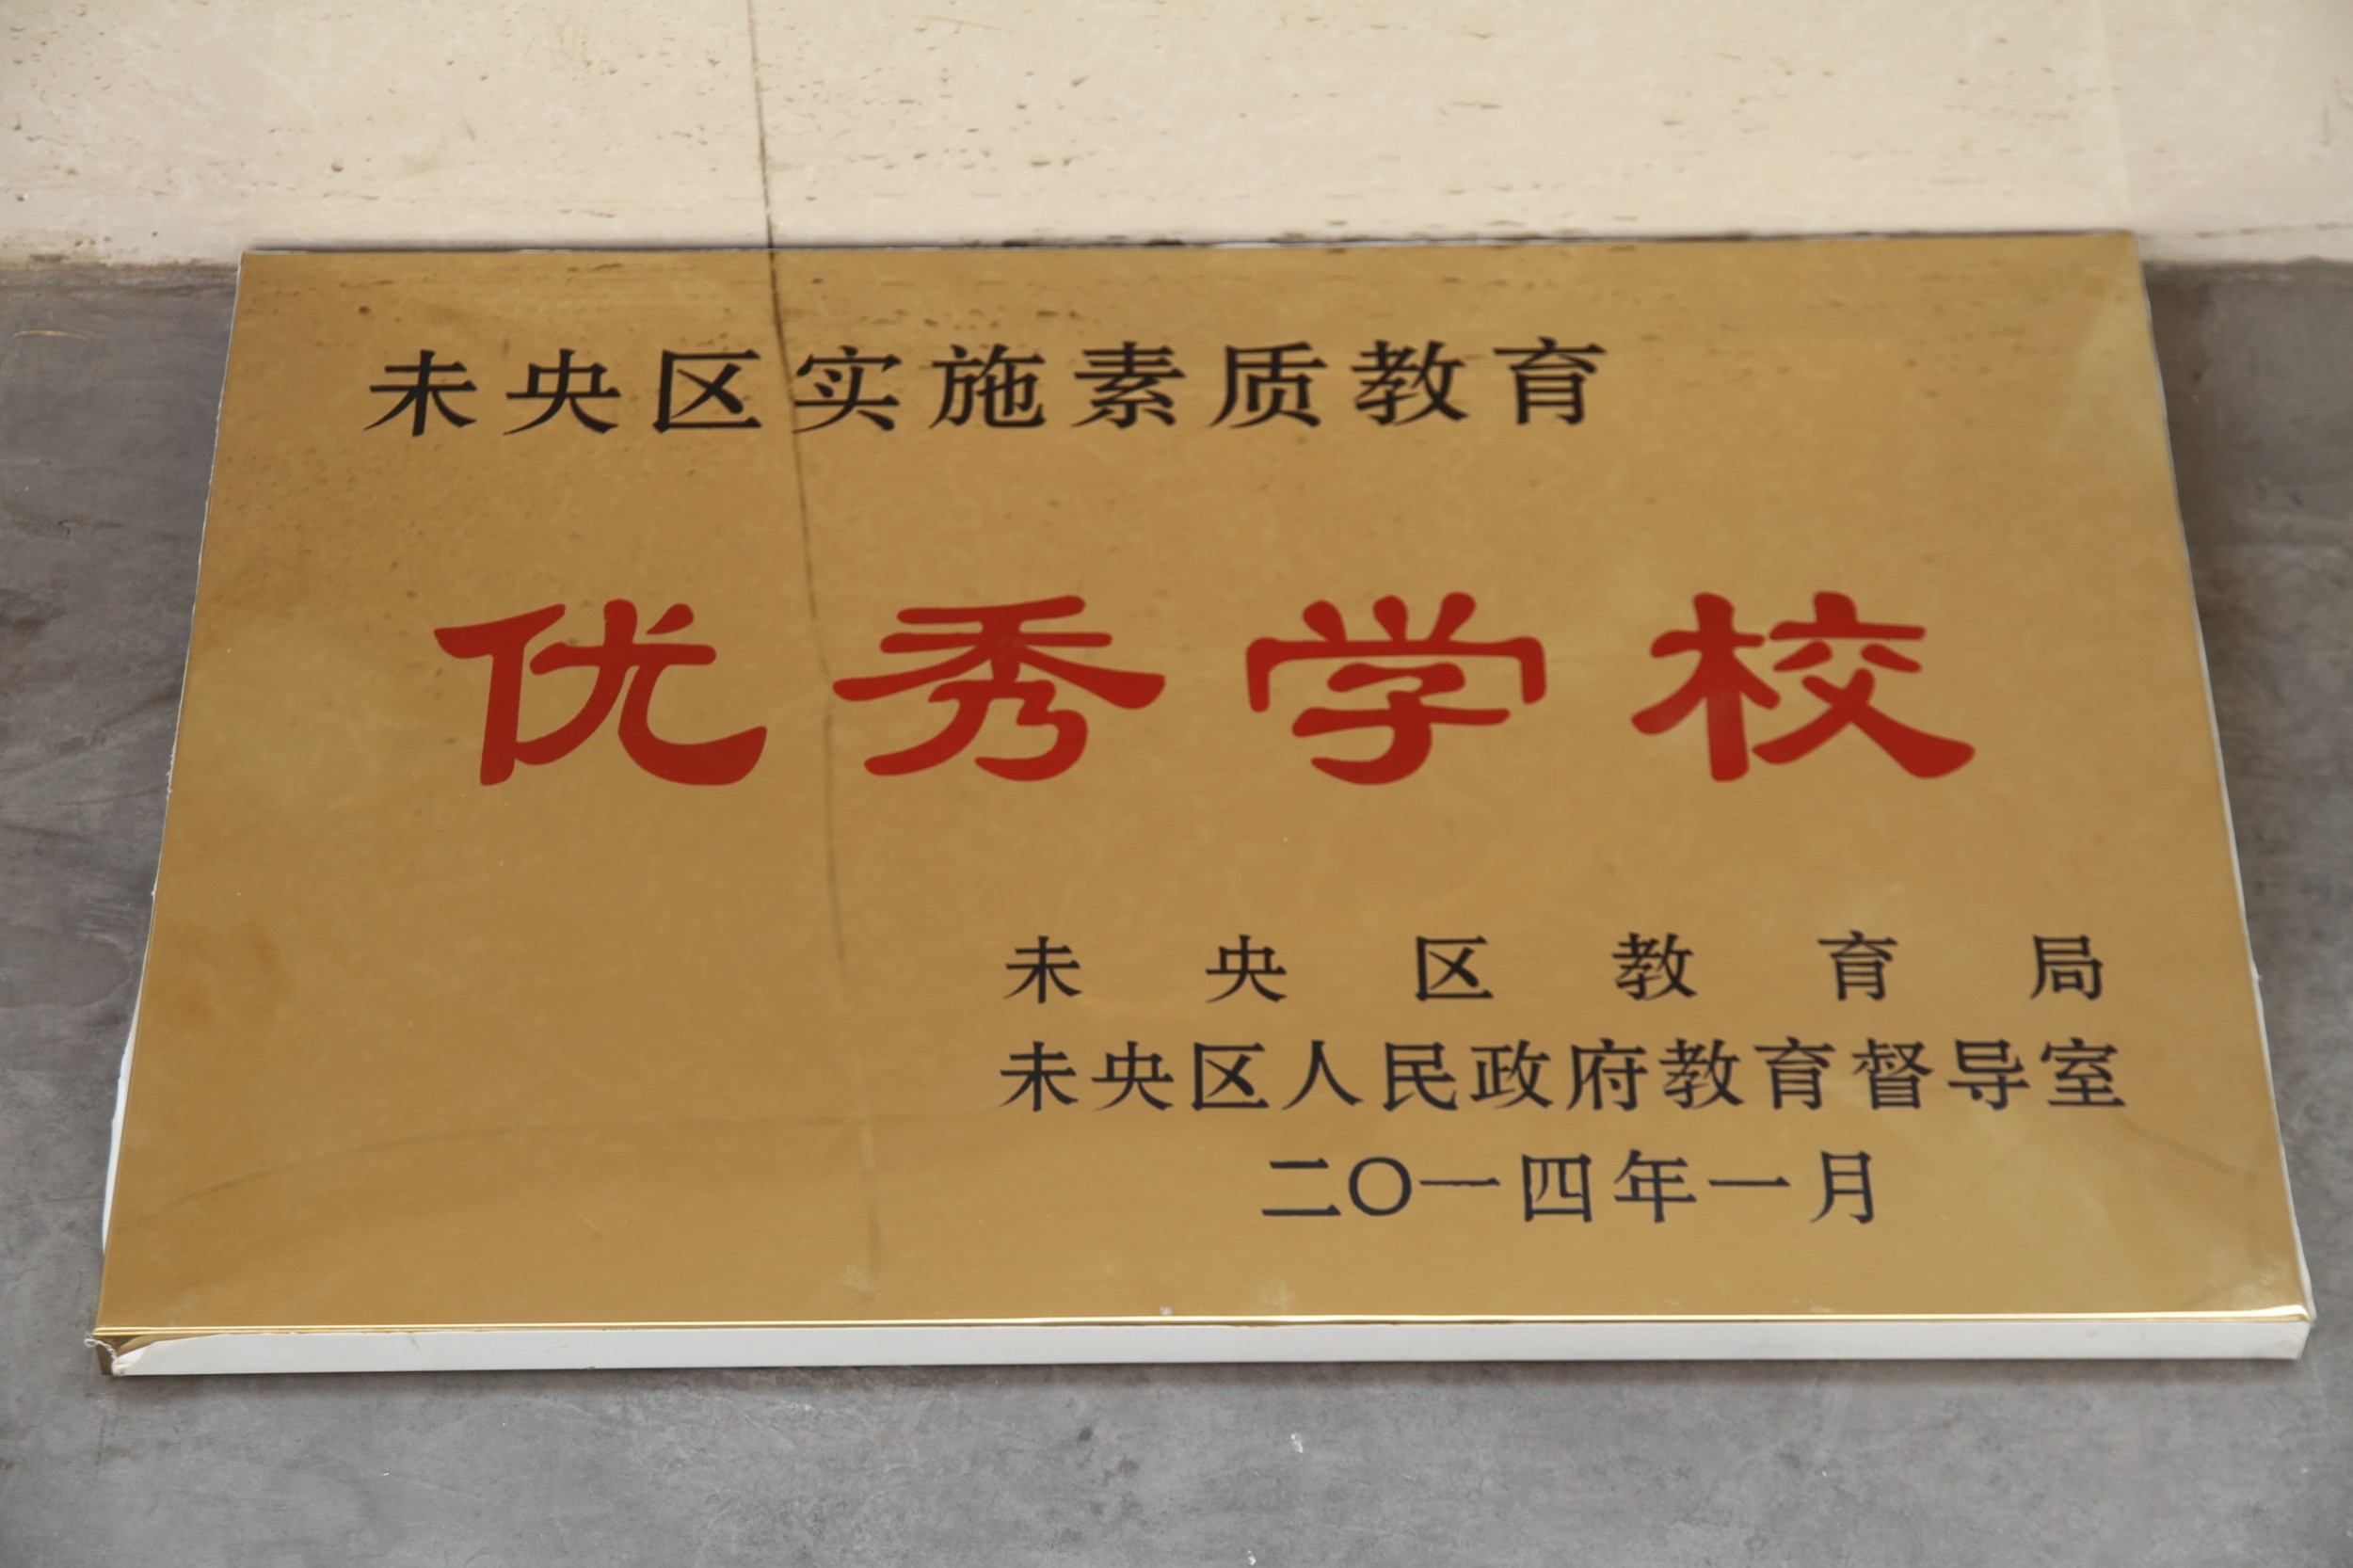 未央区实施素质教育
优秀学校
未央区教育局
未央区人民政府教育督导室
二〇一四年一月